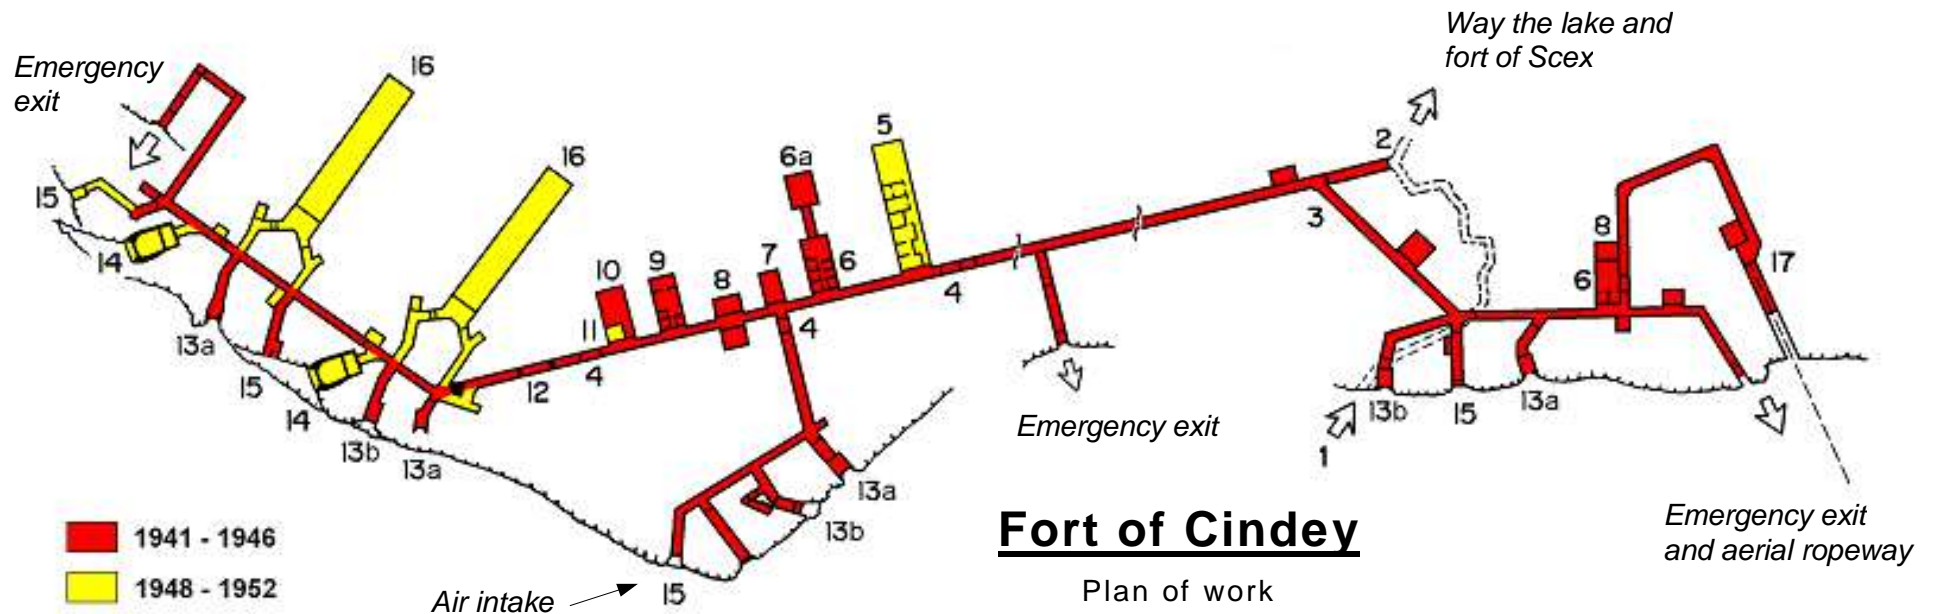 Way the lake and
fort of Scex
Emergency
exit
16
16
15
14
13a
15
14
13b
13a
12
4
11
10
9
8
7
4
6a
6
5
4
3
2
8
6
17
13a
13b
15
Air intake
Emergency exit
1
13b
15
13a
Emergency exit
and aerial ropeway
1941 - 1946
1948 - 1952
Fort of Cindey
Plan of work